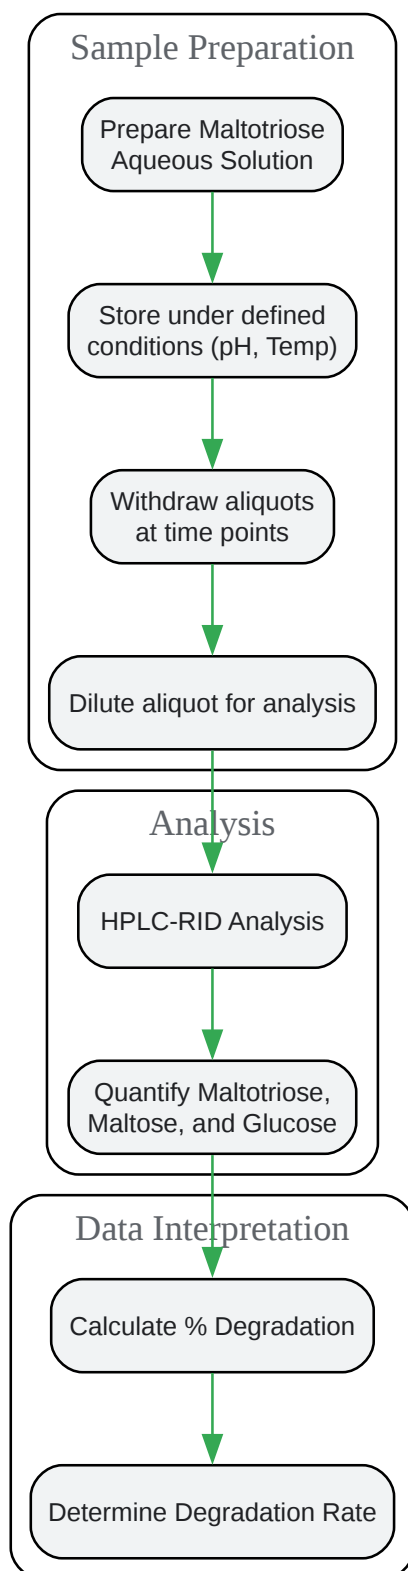 Sample Preparation
Prepare Maltotriose
Aqueous Solution
Store under defined
conditions (pH, Temp)
Withdraw aliquots
at time points
Dilute aliquot for analysis
Analysis
HPLC-RID Analysis
Quantify Maltotriose,
Maltose, and Glucose
Data Interpretation
Calculate % Degradation
Determine Degradation Rate